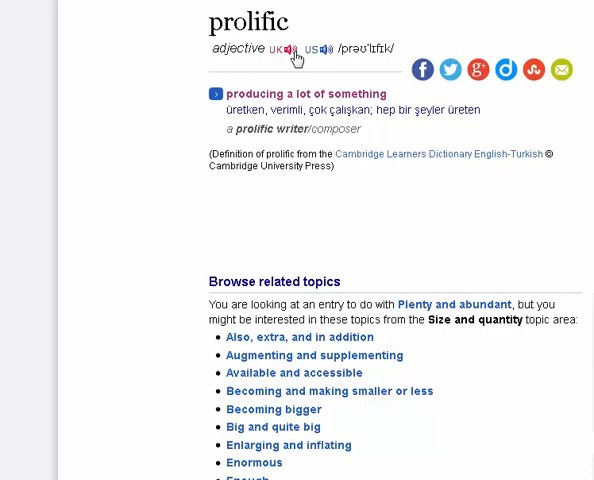 prolific
adjective UK US /prəʊˈlɪfɪk/
f g+ d
producing a lot of something
üretken, verimli, çok çalışkan; hep bir şeyler üreten
a prolific writer/composer
(Definition of prolific from the Cambridge Learners Dictionary English-Turkish ©
Cambridge University Press)
Browse related topics
You are looking at an entry to do with Plenty and abundant, but you
might be interested in these topics from the Size and quantity topic area:
• Also, extra, and in addition
• Augmenting and supplementing
• Available and accessible
• Becoming and making smaller or less
• Becoming bigger
• Big and quite big
• Enlarging and inflating
• Enormous
• Enough